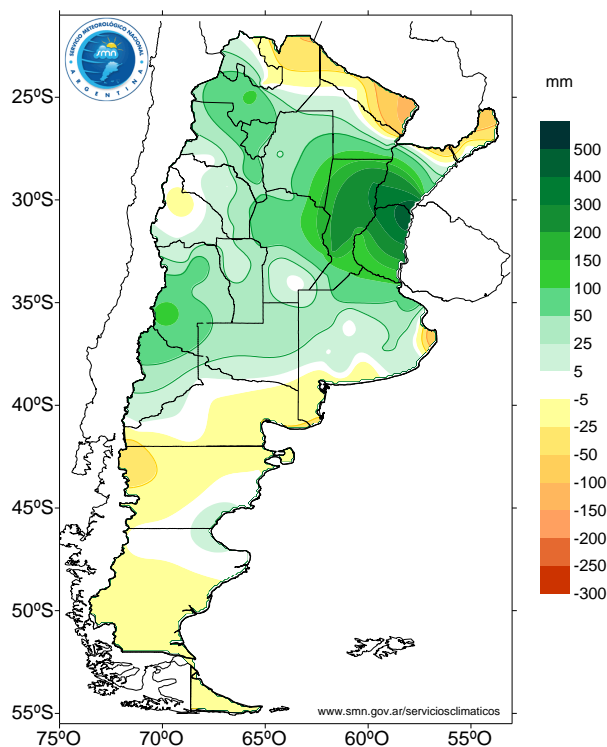 SERVICIO METEOROLÓGICO NACIONAL
smn
ARGENTINA
mm
25ºS
30ºS
35ºS
40ºS
45ºS
50ºS
55ºS
75ºO
70ºO
65ºO
60ºO
55ºO
500
400
300
200
150
100
50
25
5
-5
-25
-50
-100
-150
-200
-250
-300
www.smn.gov.ar/serviciosclimaticos